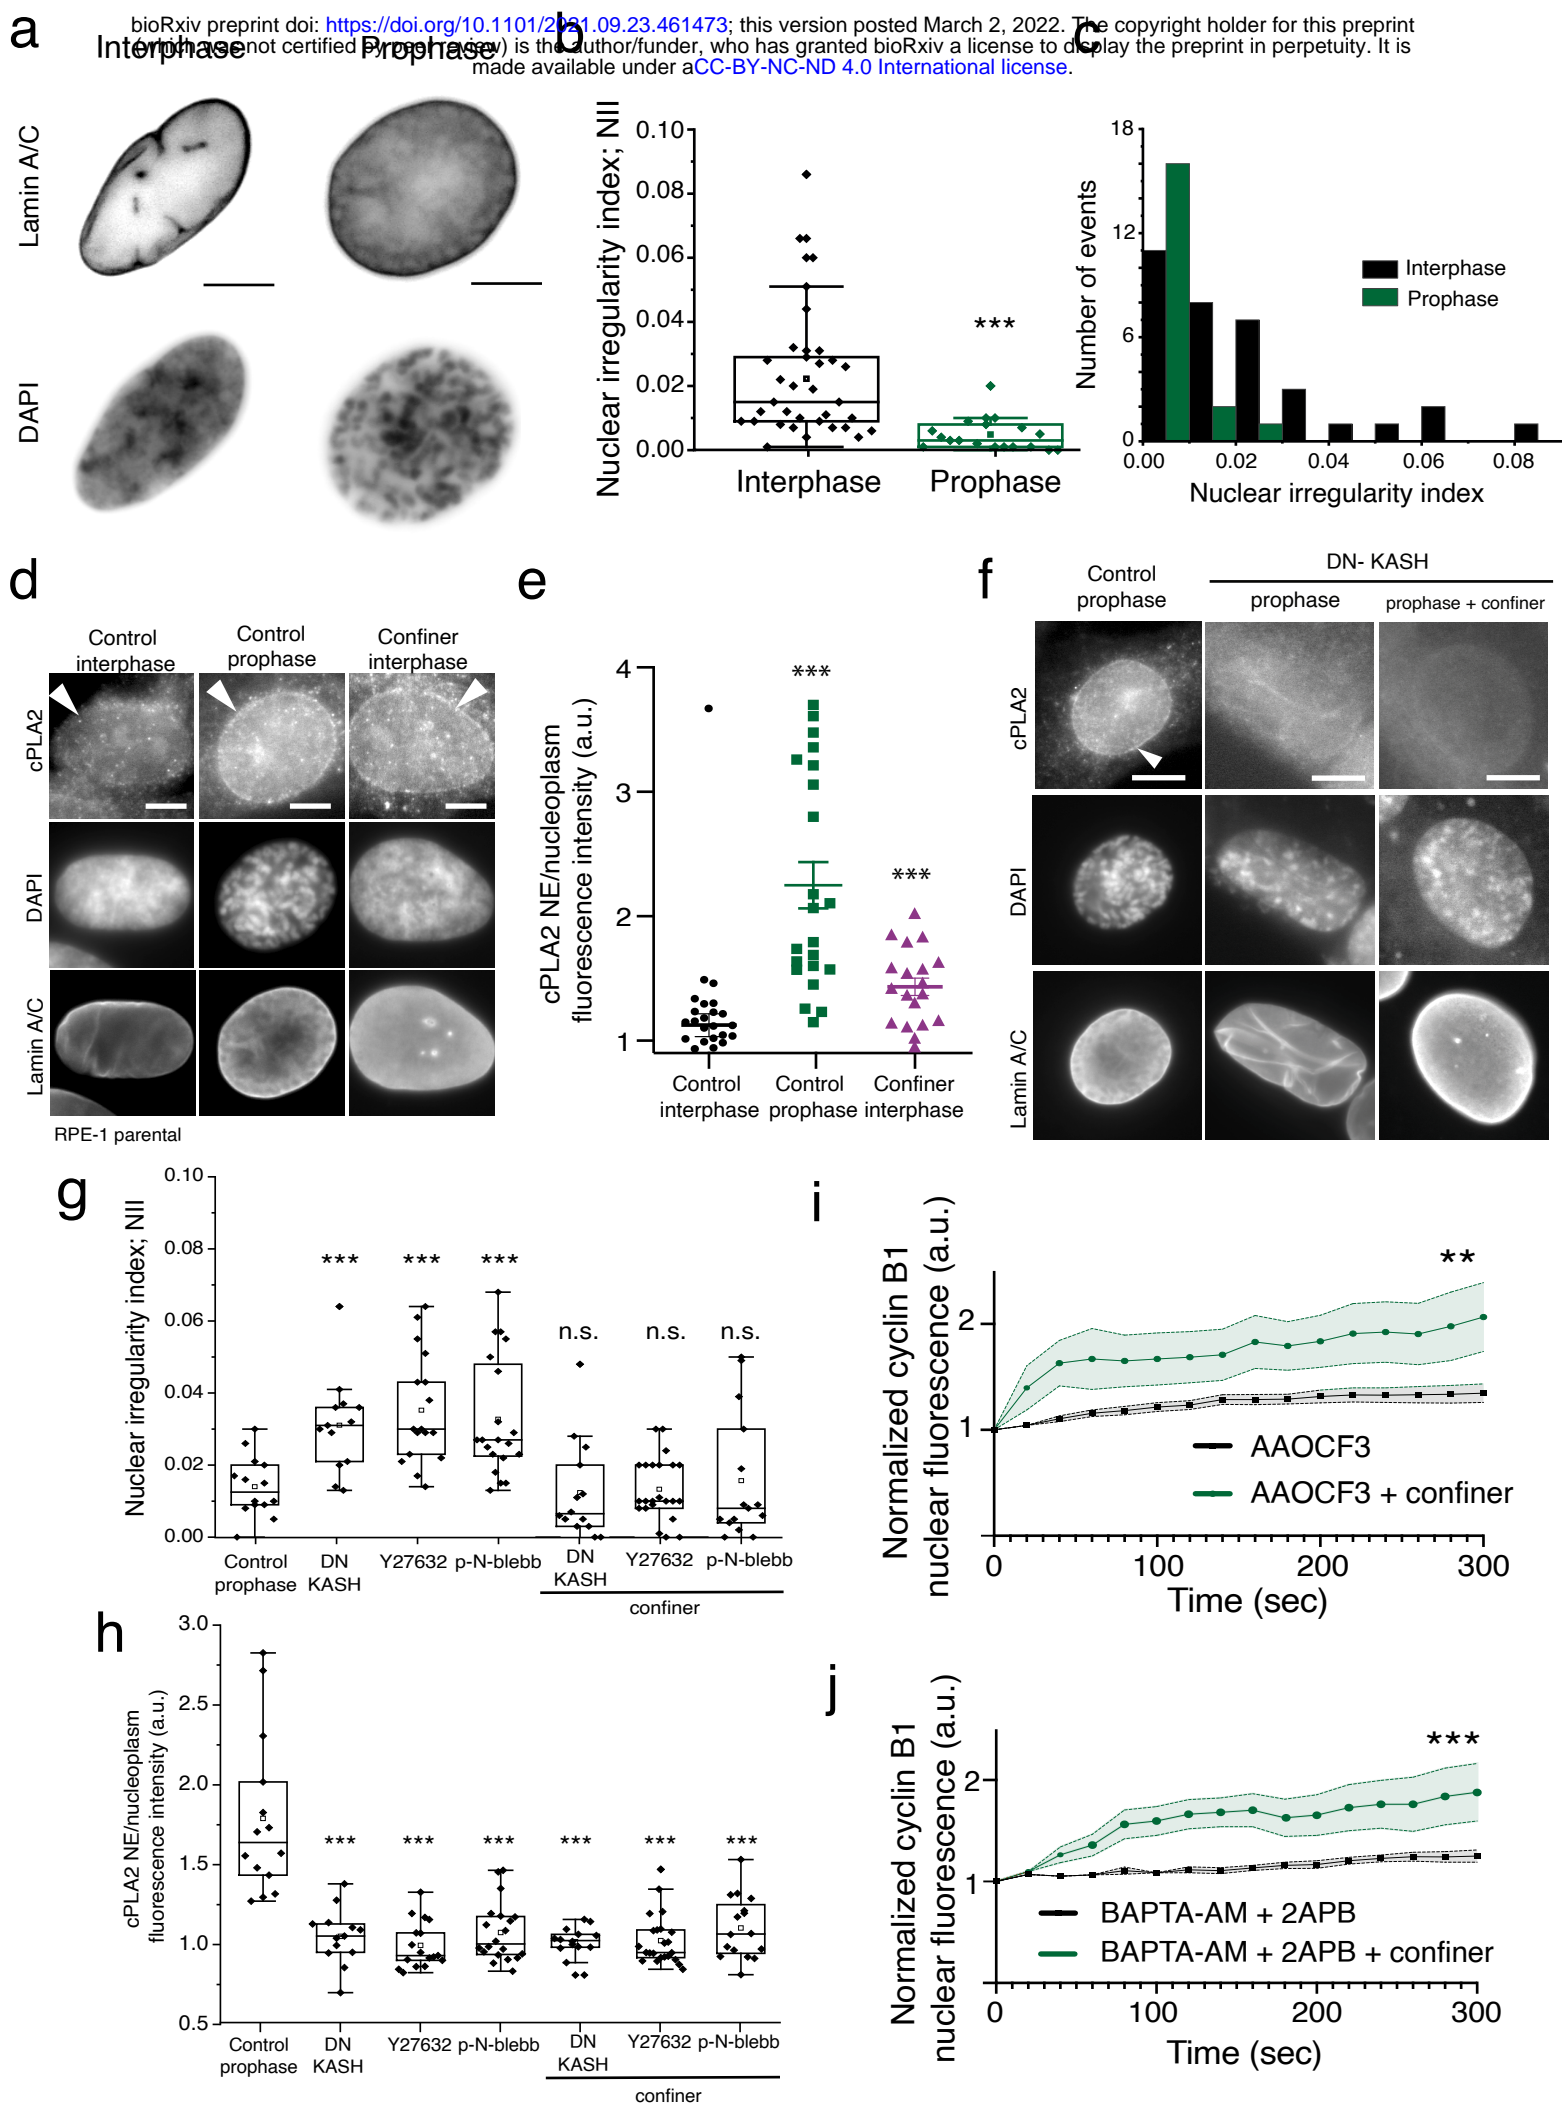 bioRxiv preprint doi: https://doi.org/10.1101/2021.09.23.461473; this version posted March 2, 2022. The copyright holder for this preprint
(which was not certified by peer review) is the author/funder, who has granted bioRxiv a license to display the preprint in perpetuity. It is
made available under aCC-BY-NC-ND 4.0 International license.
a
Interphase
Prophase
Lamin A/C
DAPI
b
Nuclear irregularity index; NII
0.10
0.08
0.06
0.04
0.02
0.00
***
Interphase
Prophase
c
Number of events
18
12
6
0
Interphase
Prophase
0.00
0.02
0.04
0.06
0.08
Nuclear irregularity index
d
Control
interphase
Control
prophase
Confiner
interphase
cPLA2
DAPI
Lamin A/C
RPE-1 parental
e
cPLA2 NE/nucleoplasm
fluorescence intensity (a.u.)
4
3
2
1
***
***
Control
interphase
Control
prophase
Confiner
interphase
f
Control
prophase
DN- KASH
prophase
prophase + confiner
cPLA2
DAPI
Lamin A/C
g
Nuclear irregularity index; NII
0.10
0.08
0.06
0.04
0.02
0.00
***
***
***
n.s.
n.s.
n.s.
Control
prophase
DN
KASH
Y27632
p-N-blebb
DN
KASH
Y27632
p-N-blebb
confiner
h
cPLA2 NE/nucleoplasm
fluorescence intensity (a.u.)
3.0
2.5
2.0
1.5
1.0
0.5
***
***
***
***
***
***
Control
prophase
DN
KASH
Y27632
p-N-blebb
DN
KASH
Y27632
p-N-blebb
confiner
i
Normalized cyclin B1
nuclear fluorescence (a.u.)
2
1
**
AAOCF3
AAOCF3 + confiner
0
100
200
300
Time (sec)
j
Normalized cyclin B1
nuclear fluorescence (a.u.)
2
1
***
BAPTA-AM + 2APB
BAPTA-AM + 2APB + confiner
0
100
200
300
Time (sec)